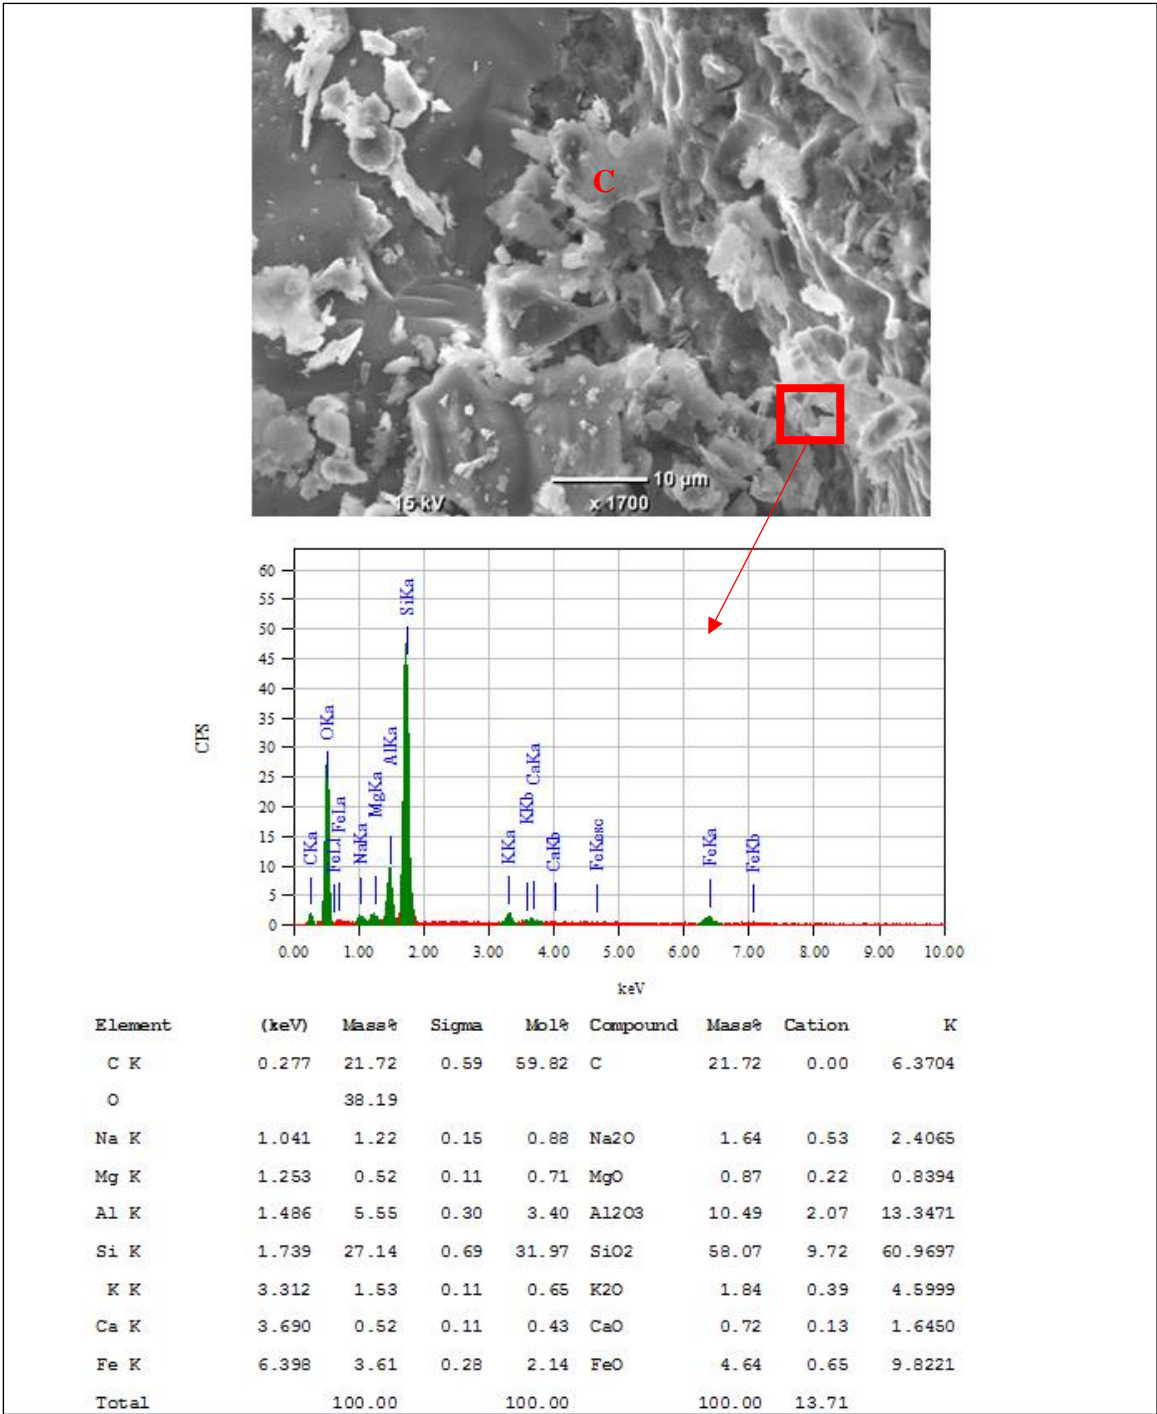 C
10 µm
15 kV x 1700
60
55
50
45
40
35
30
25
20
15
10
5
0
CPS
CKa
OKa
FeLl
FeLa
NaKa
MgKa
AlKa
SiKa
KKa
KKb
CaKa
CaKb
FeKesc
FeKa
FeKb
0.00 1.00 2.00 3.00 4.00 5.00 6.00 7.00 8.00 9.00 10.00
keV
Element (keV) Mass% Sigma Mol% Compound Mass% Cation K
C K 0.277 21.72 0.59 59.82 C 21.72 0.00 6.3704
O 38.19
Na K 1.041 1.22 0.15 0.88 Na2O 1.64 0.53 2.4065
Mg K 1.253 0.52 0.11 0.71 MgO 0.87 0.22 0.8394
Al K 1.486 5.55 0.30 3.40 Al2O3 10.49 2.07 13.3471
Si K 1.739 27.14 0.69 31.97 SiO2 58.07 9.72 60.9697
K K 3.312 1.53 0.11 0.65 K2O 1.84 0.39 4.5999
Ca K 3.690 0.52 0.11 0.43 CaO 0.72 0.13 1.6450
Fe K 6.398 3.61 0.28 2.14 FeO 4.64 0.65 9.8221
Total 100.00 100.00 100.00 13.71